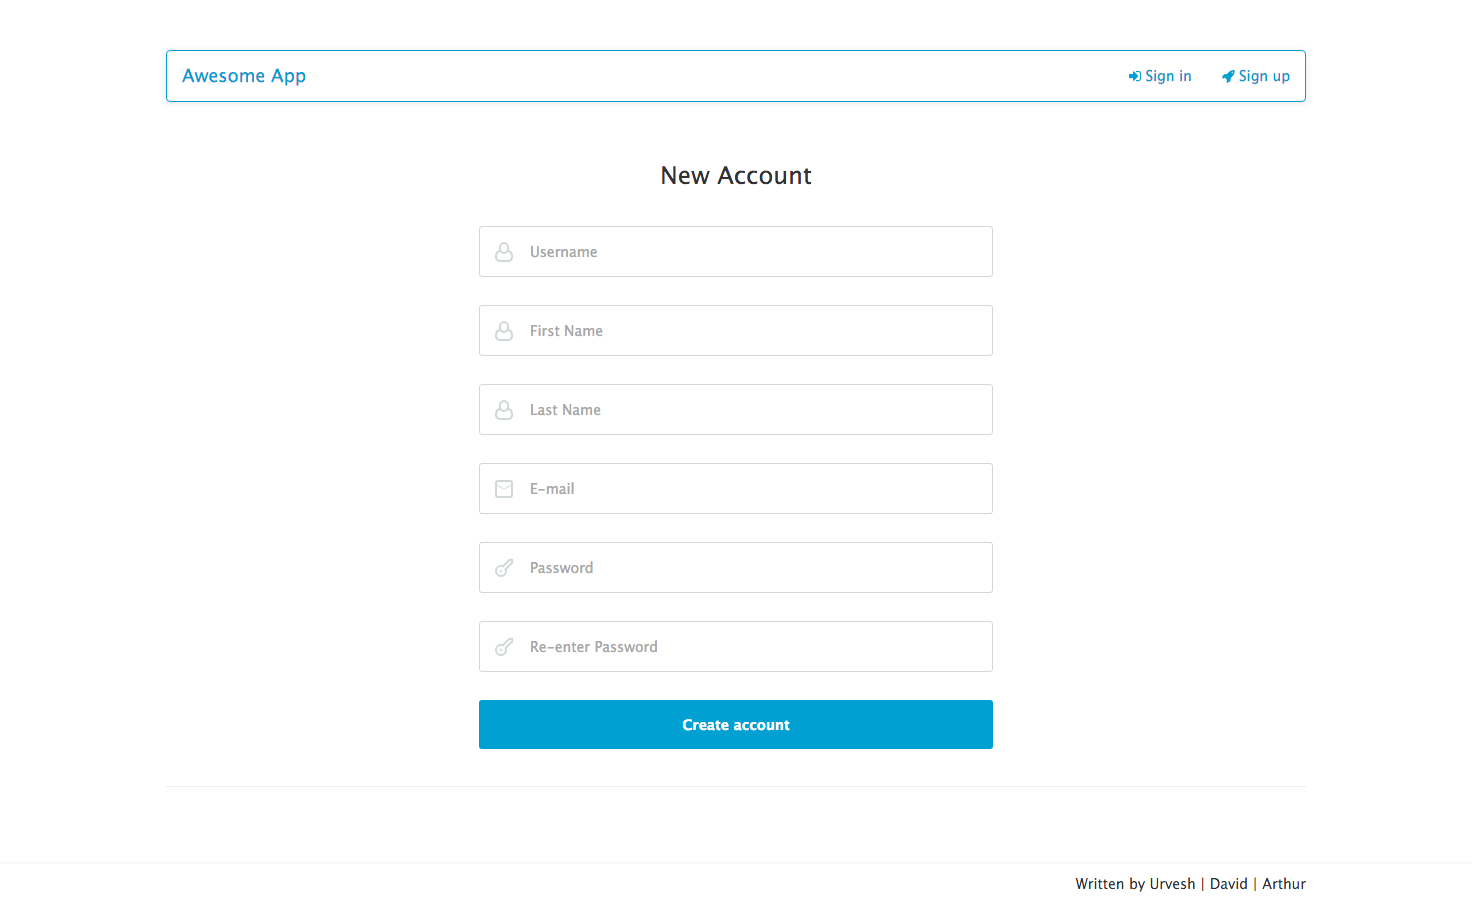 Awesome App
Sign in Sign up
New Account
Username
First Name
Last Name
E-mail
Password
Re-enter Password
Create account
Written by Urvesh | David | Arthur